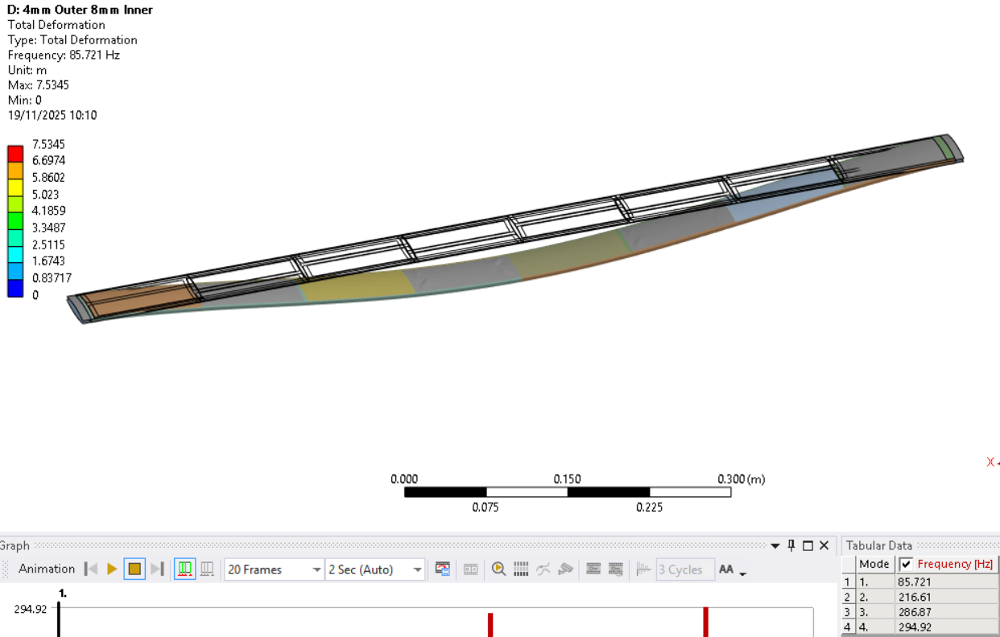 D: 4mm Outer 8mm Inner
Total Deformation
Type: Total Deformation
Frequency: 85.721 Hz
Unit: m
Max: 7.5345
Min: 0
19/11/2025 10:10
7.5345
6.6974
5.8602
5.023
4.1859
3.3487
2.5115
1.6743
0.83717
0
X
0.000 0.150 0.300 (m)
0.075 0.225
Graph
Tabular Data
Animation 20 Frames 2 Sec (Auto) 3 Cycles AA
Mode Frequency [Hz]
1 1. 85.721
2 2. 216.61
3 3. 286.87
4 4. 294.92
1.
294.92